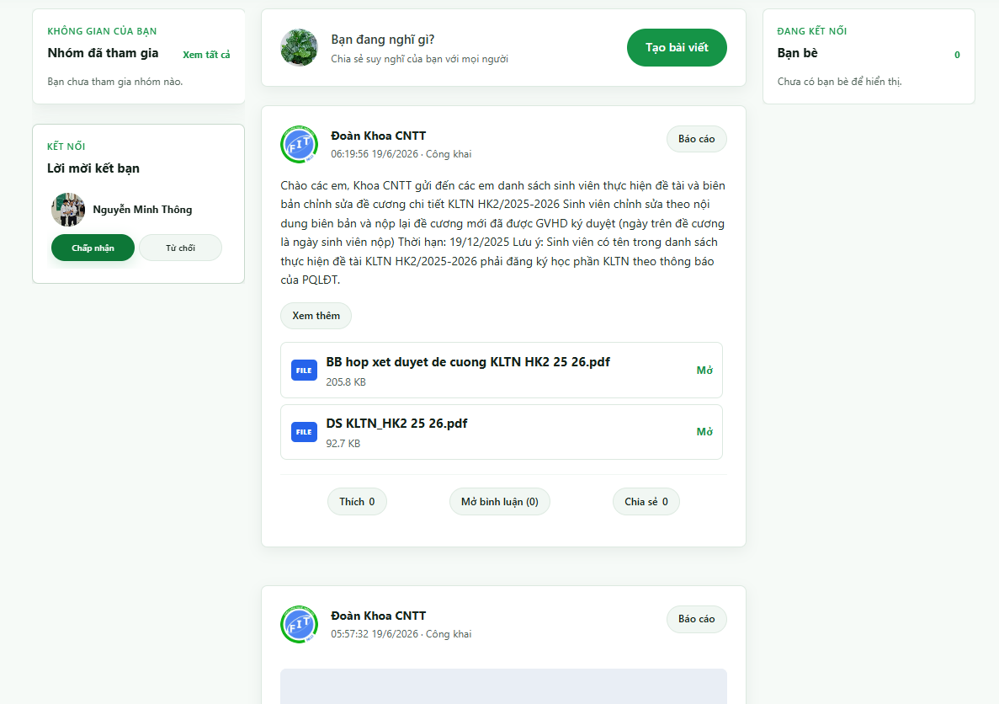 KHÔNG GIAN CỦA BẠN
Nhóm đã tham gia
Xem tất cả
Bạn chưa tham gia nhóm nào.
KẾT NỐI
Lời mời kết bạn
Nguyễn Minh Thông
Chấp nhận
Từ chối
Bạn đang nghĩ gì?
Chia sẻ suy nghĩ của bạn với mọi người
Tạo bài viết
FIT
Đoàn Khoa CNTT
06:19:56 19/6/2026 · Công khai
Báo cáo
Chào các em, Khoa CNTT gửi đến các em danh sách sinh viên thực hiện đề tài và biên
bản chỉnh sửa đề cương chi tiết KLTN HK2/2025-2026 Sinh viên chỉnh sửa theo nội
dung biên bản và nộp lại đề cương mới đã được GVHD ký duyệt (ngày trên đề cương
là ngày sinh viên nộp) Thời hạn: 19/12/2025 Lưu ý: Sinh viên có tên trong danh sách
thực hiện đề tài KLTN HK2/2025-2026 phải đăng ký học phần KLTN theo thông báo
của PQLĐT.
Xem thêm
FILE
BB hop xet duyet de cuong KLTN HK2 25 26.pdf
205.8 KB
Mở
FILE
DS KLTN_HK2 25 26.pdf
92.7 KB
Mở
Thích 0
Mở bình luận (0)
Chia sẻ 0
FIT
Đoàn Khoa CNTT
05:57:32 19/6/2026 · Công khai
Báo cáo
ĐANG KẾT NỐI
Bạn bè
0
Chưa có bạn bè để hiển thị.